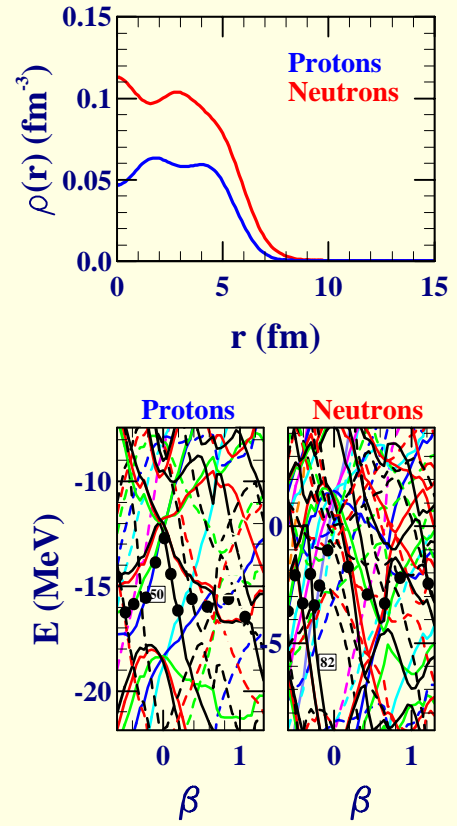 0.15
0.1
0.05
0.0
ρ(r) (fm-3)
Protons
Neutrons
0 5 10 15
r (fm)
Protons Neutrons
-10
-15
-20
E (MeV)
50
0
-5
82
0 1 0 1
β β